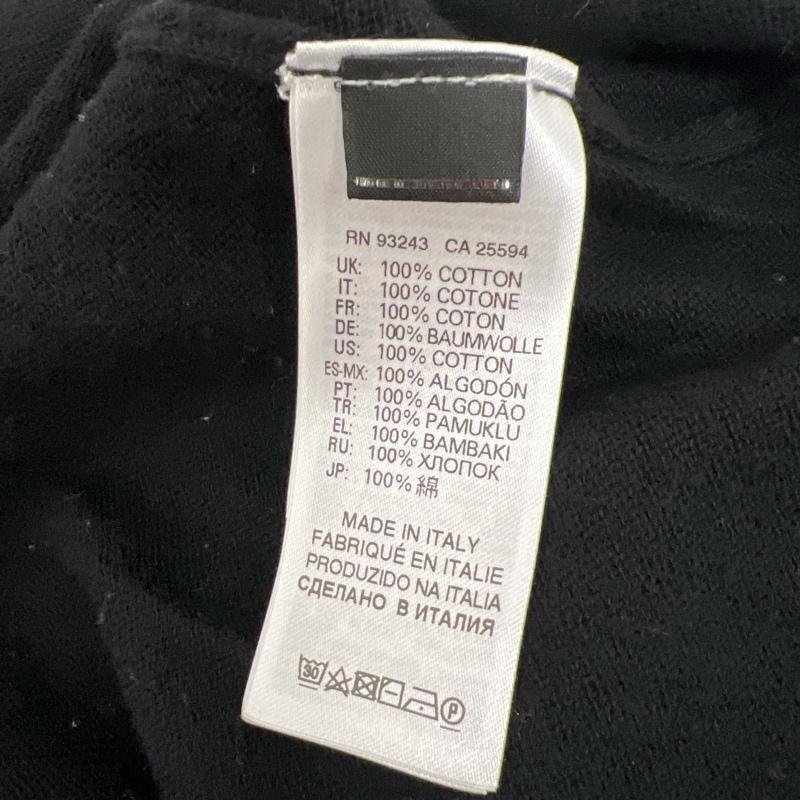 RN 93243 CA 25594
UK: 100% COTTON
IT: 100% COTONE
FR: 100% COTON
DE: 100% BAUMWOLLE
US: 100% COTTON
ES-MX: 100% ALGODÓN
PT: 100% ALGODÃO
TR: 100% PAMUKLU
EL: 100% BAMBAKI
RU: 100% ХЛОПОК
JP: 100% 綿
MADE IN ITALY
FABRIQUÉ EN ITALIE
PRODUZIDO NA ITALIA
СДЕЛАНО В ИТАЛИЯ
30 P